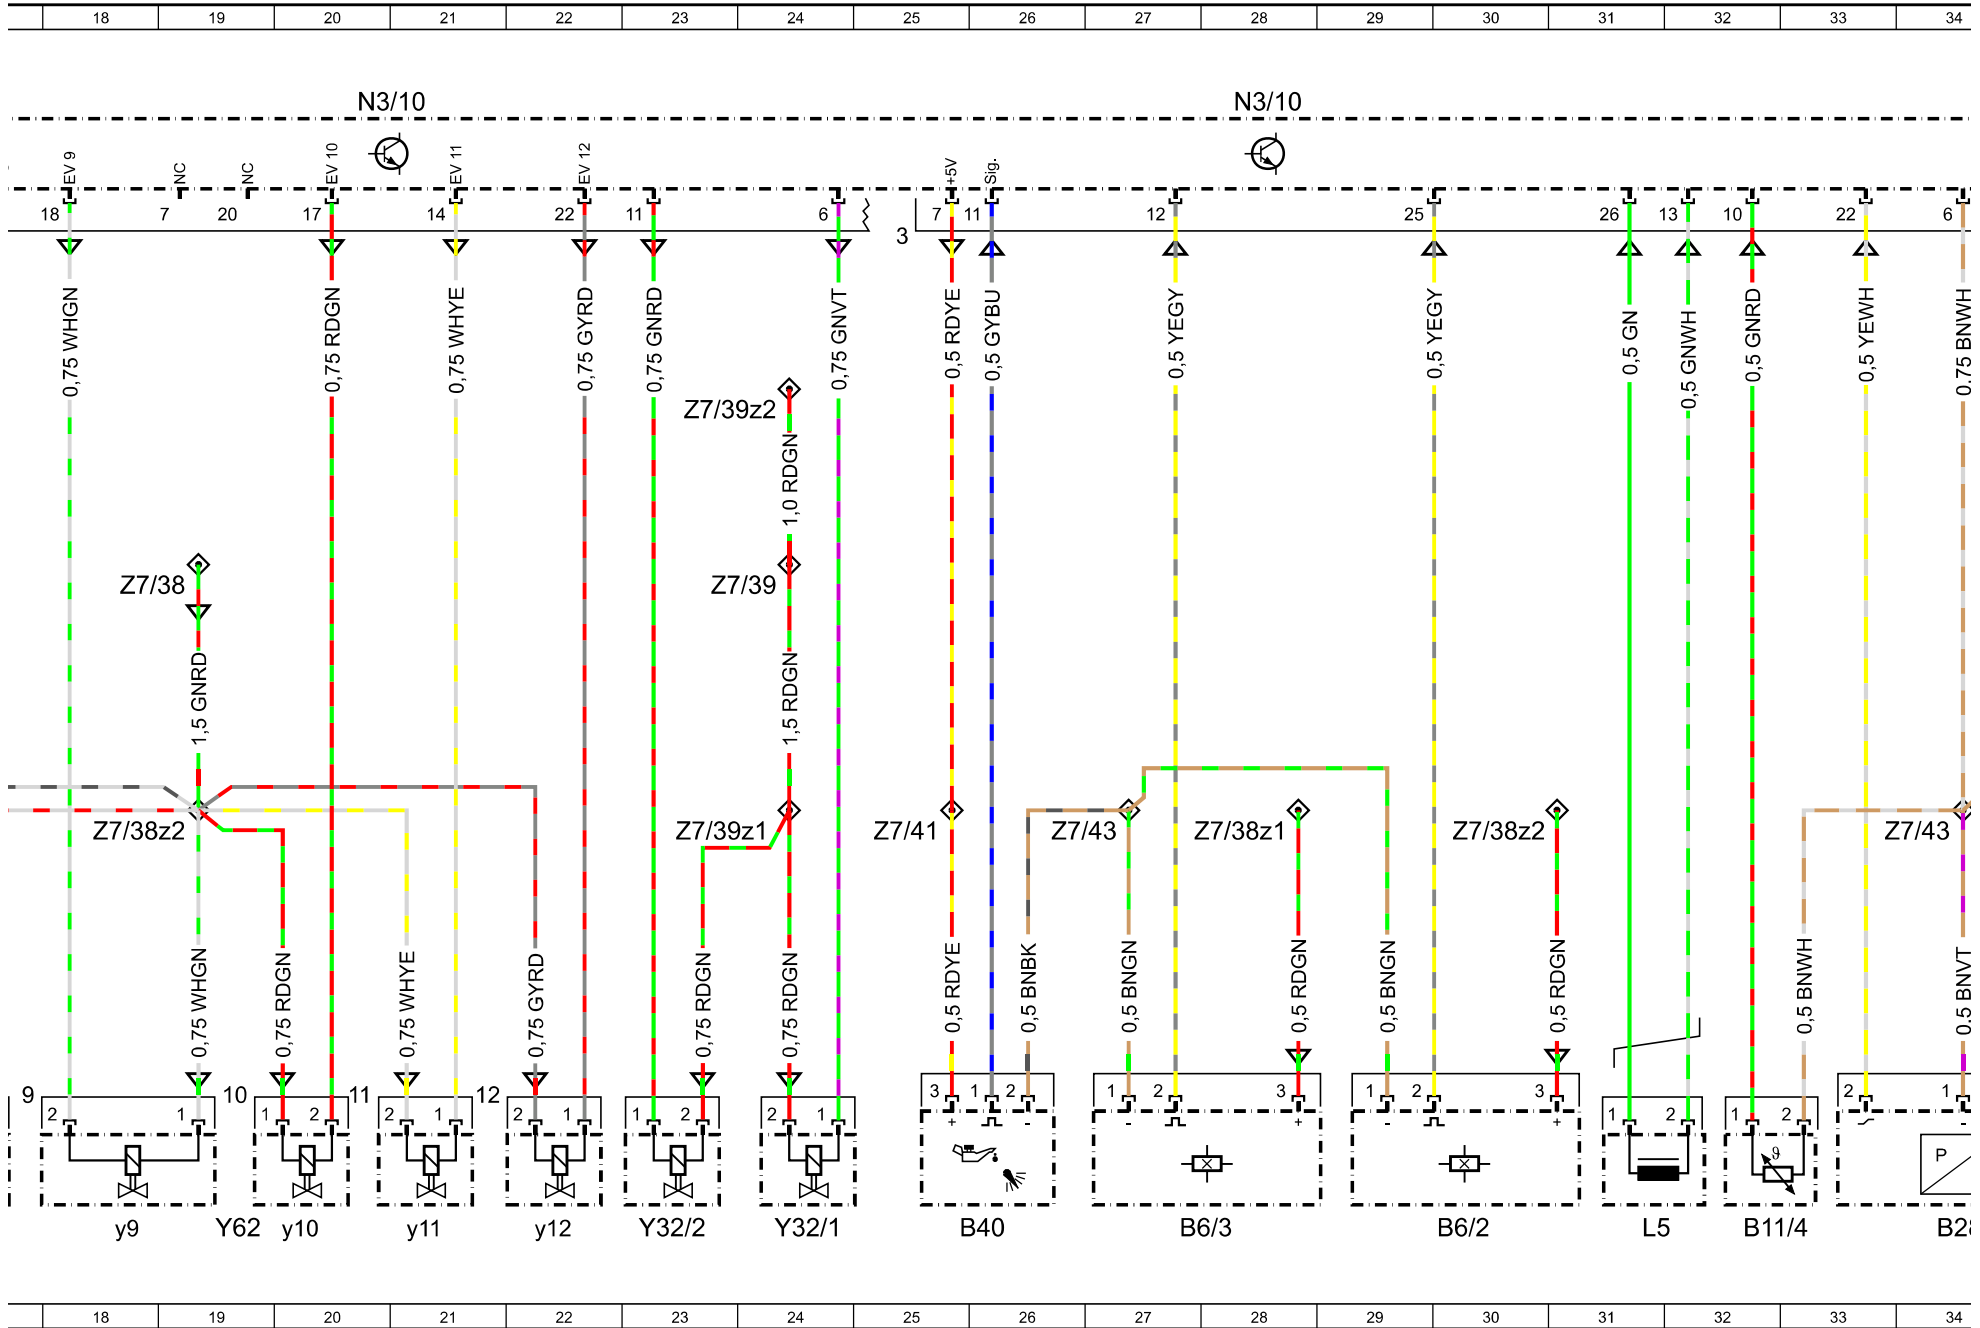 18 19 20 21 22 23 24 25 26 27 28 29 30 31 32 33 34
N3/10 N3/10
EV 9 NC NC EV 10 EV 11 EV 12 +5V Sig.
18 7 20 17 14 22 11 6 7 11 12 25 26 13 10 22 6
3
0,75 WHGN 0,75 RDGN 0,75 WHYE 0,75 GYRD 0,75 GNRD 0,75 GNVT 0,5 RDYE 0,5 GYBU 0,5 YEGY 0,5 YEGY 0,5 GN 0,5 GNWH 0,5 GNRD 0,5 YEWH 0,75 BNWH
Z7/39z2
1,0 RDGN
Z7/38 Z7/39
1,5 GNRD 1,5 RDGN
Z7/38z2 Z7/39z1 Z7/41 Z7/43 Z7/38z1 Z7/38z2 Z7/43
0,75 WHGN 0,75 RDGN 0,75 WHYE 0,75 GYRD 0,75 RDGN 0,75 RDGN 0,5 RDYE 0,5 BNBK 0,5 BNGN 0,5 RDGN 0,5 BNGN 0,5 RDGN 0,5 BNWH 0,5 BNVT
9 10 11 12
3 1 2 1 2 3 1 2 3 2 1
2 1 1 2 1 2 2 1 1 2 2 1 1 2 1 2
+ - - + - + -
ϑ
P
y9 Y62 y10 y11 y12 Y32/2 Y32/1 B40 B6/3 B6/2 L5 B11/4
18 19 20 21 22 23 24 25 26 27 28 29 30 31 32 33 34